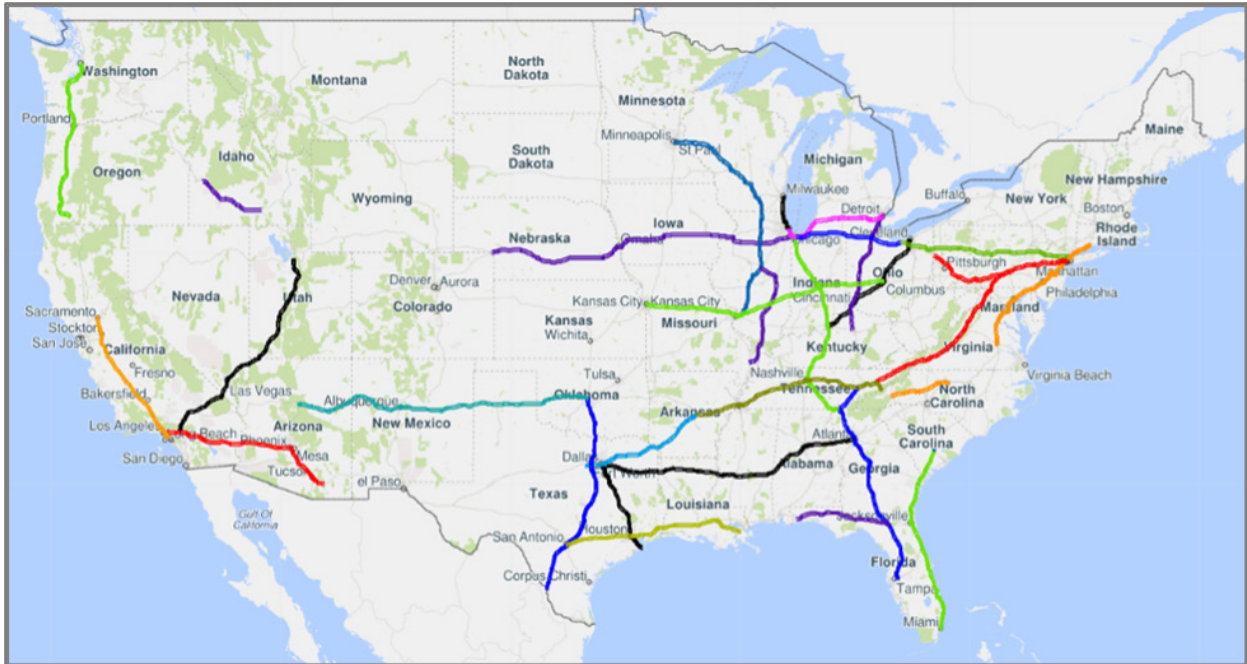 Washington
Portland
Oregon
Idaho
Montana
North
Dakota
Minnesota
Minneapolis
St Paul
South
Dakota
Wyoming
Michigan
Milwaukee
Detroit
Buffalo
New York
Maine
New Hampshire
Boston
Rhode
Island
Nebraska
Omaha
Iowa
Chicago
Cleveland
Pittsburgh
Manhattan
Philadelphia
Maryland
Sacramento
Stockton
San Jose
California
Fresno
Bakersfield
Nevada
Utah
Denver
Aurora
Colorado
Kansas City
Kansas City
Kansas
Wichita
Missouri
Indiana
Ohio
Columbus
Cincinnati
Kentucky
Virginia
Virginia Beach
Nashville
Tennessee
North
Carolina
Las Vegas
Los Angeles
Beach
San Diego
Arizona
Phoenix
Mesa
Tucson
Albuquerque
New Mexico
el Paso
Tulsa
Oklahoma
Arkansas
South
Carolina
Atlanta
Alabama
Georgia
Dallas
Worth
Texas
Louisiana
Houston
San Antonio
Corpus Christi
Gulf Of
California
Jacksonville
Florida
Tampa
Miami